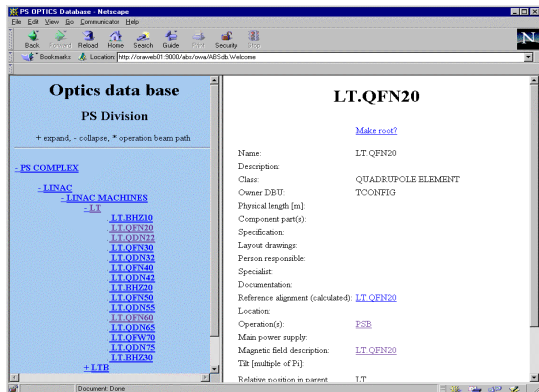 PS OPTICS Database - Netscape
File Edit View Go Communicator Help
Back Forward Reload Home Search Guide Print Security Stop
N
Bookmarks Location: http://oraweb01:9000/abs/owa/ABSdb.Welcome
Optics data base
PS Division
+ expand, - collapse, * operation beam path
- PS COMPLEX
- LINAC
- LINAC MACHINES
- LT
LT.BHZ10
LT.QFN20
LT.QDN22
LT.QFN30
LT.QDN32
LT.QFN40
LT.QDN42
LT.BHZ20
LT.QFN50
LT.QDN55
LT.QFN60
LT.QDN65
LT.QFW70
LT.QDN75
LT.BHZ30
+ LTB
LT.QFN20
Make root?
Name: LT.QFN20
Description:
Class: QUADRUPOLE ELEMENT
Owner DBU: TCONFIG
Physical length [m]:
Component part(s):
Specification:
Layout drawings:
Person responsible:
Specialist:
Documentation:
Reference alignment (calculated): LT.QFN20
Location:
Operation(s): PSB
Main power supply:
Magnetic field description: LT.QFN20
Tilt [multiple of Pi]:
Relative position in parent LT
Document: Done